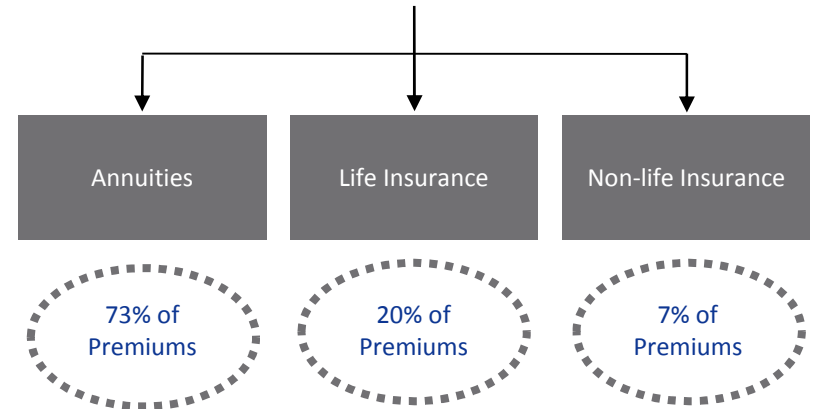 Annuities
Life Insurance
Non-life Insurance
73% of
Premiums
20% of
Premiums
7% of
Premiums